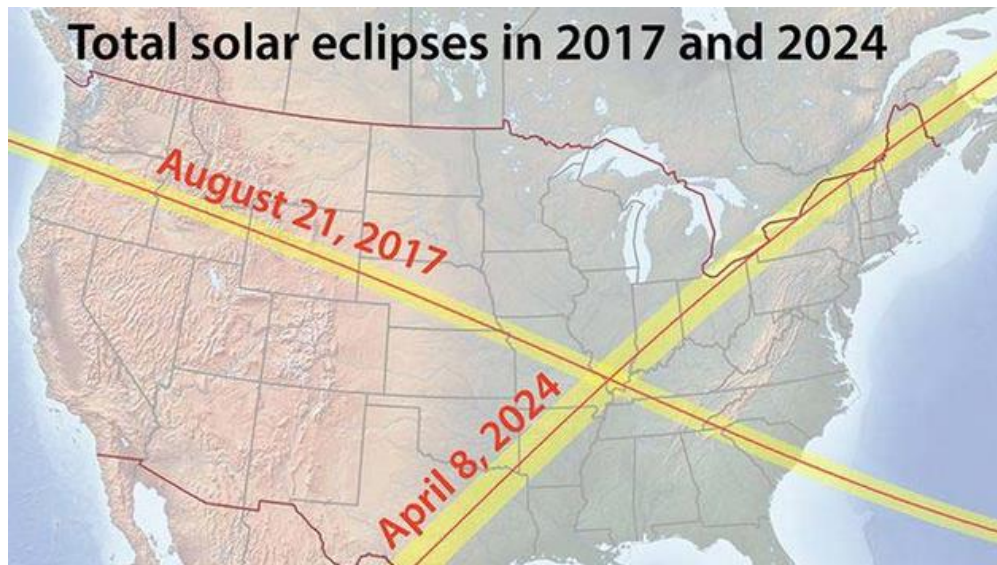 Total solar eclipses in 2017 and 2024
August 21, 2017
April 8, 2024